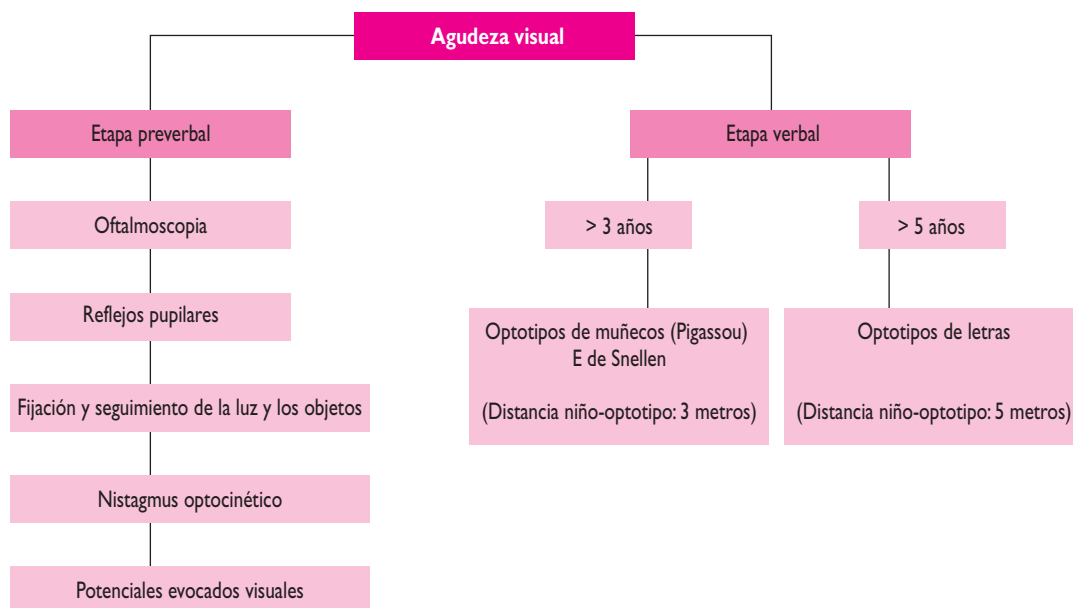 Agudeza visual
Etapa preverbal
Oftalmoscopia
Reflejos pupilares
Fijación y seguimiento de la luz y los objetos
Nistagmus optocinético
Potenciales evocados visuales
Etapa verbal
> 3 años
Optotipos de muñecos (Pigassou)
E de Snellen
(Distancia niño-optotipo: 3 metros)
> 5 años
Optotipos de letras
(Distancia niño-optotipo: 5 metros)